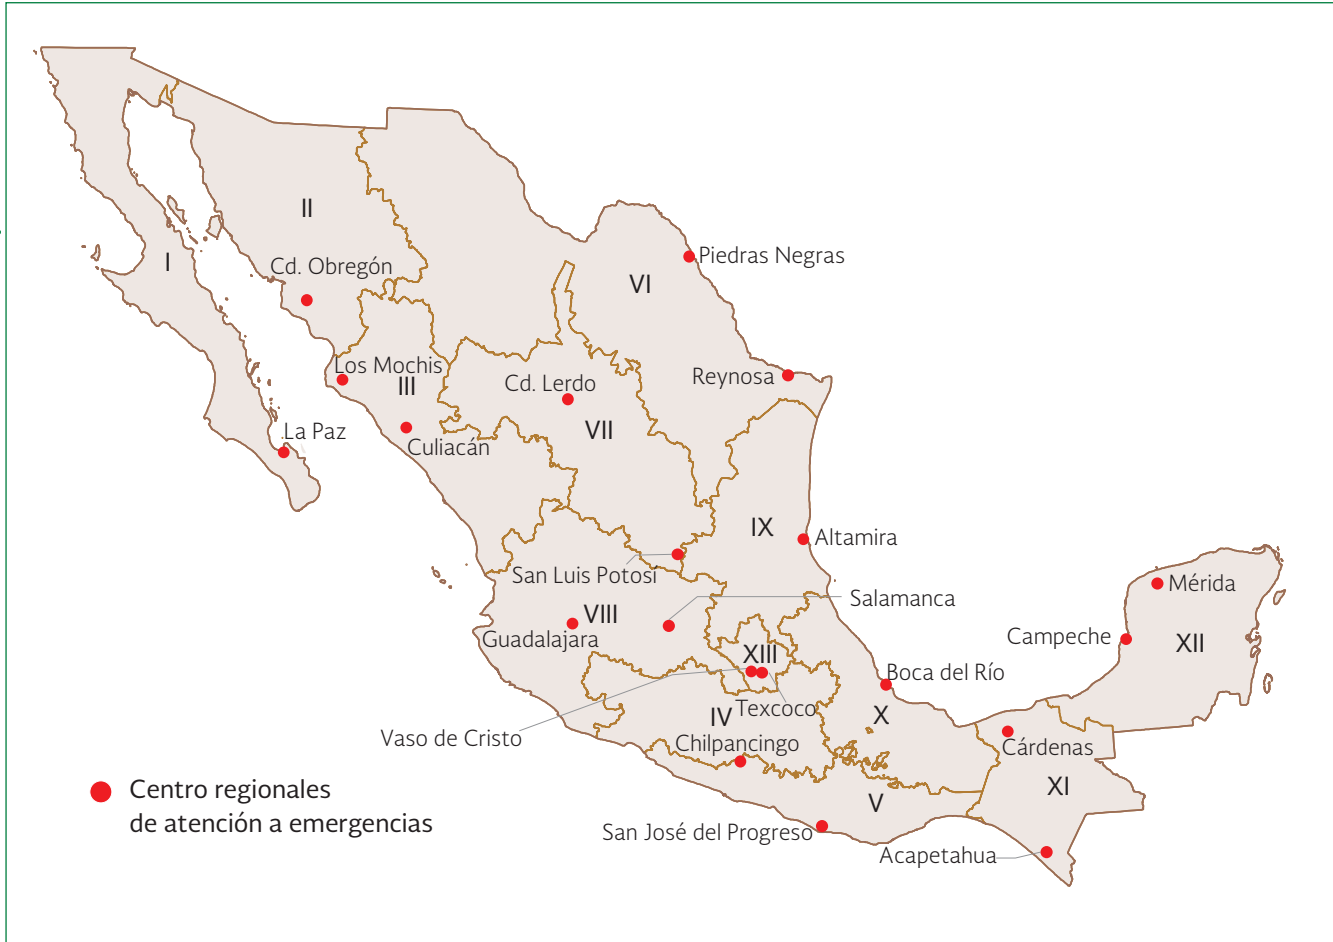 II
I
Cd. Obregón
Piedras Negras
VI
Los Mochis
III
Reynosa
Cd. Lerdo
VII
La Paz
Culiacán
IX
Altamira
San Luis Potosí
Salamanca
Mérida
VIII
Guadalajara
Campeche
XII
XIII
Boca del Río
Texcoco
IV
X
Vaso de Cristo
Chilpancingo
Cárdenas
XI
Centro regionales
de atención a emergencias
V
San José del Progreso
Acapetahua